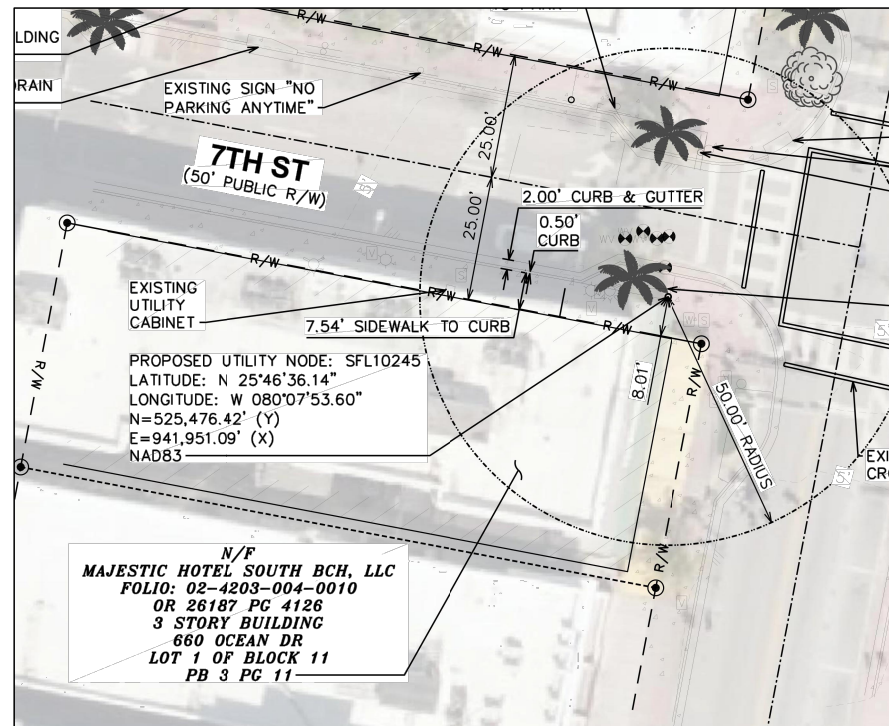 LDING
DRAIN
R/W
R/W
R/W
EXISTING SIGN "NO
PARKING ANYTIME"
7TH ST
(50' PUBLIC R/W)
25.00'
25.00'
2.00' CURB & GUTTER
0.50'
CURB
R/W
R/W
R/W
R/W
R/W
R/W
EXISTING
UTILITY
CABINET
7.54' SIDEWALK TO CURB
PROPOSED UTILITY NODE: SFL10245
LATITUDE: N 25°46'36.14"
LONGITUDE: W 080°07'53.60"
N=525,476.42' (Y)
E=941,951.09' (X)
NAD83
8.01'
50.00' RADIUS
EXI
CR
N/F
MAJESTIC HOTEL SOUTH BCH, LLC
FOLIO: 02-4203-004-0010
OR 26187 PG 4126
3 STORY BUILDING
660 OCEAN DR
LOT 1 OF BLOCK 11
PB 3 PG 11